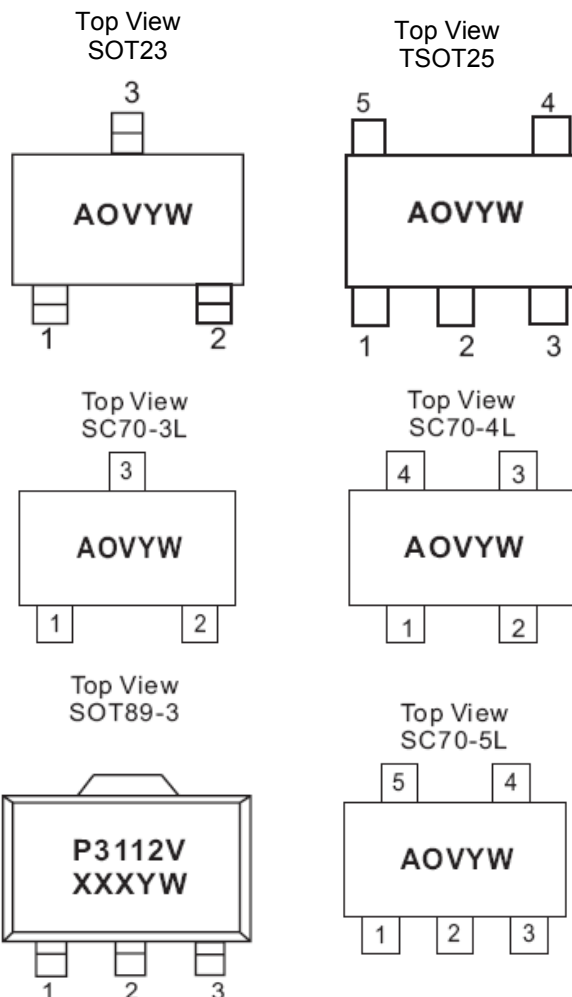 Top View
SOT23
3
AOVYW
1 2
Top View
TSOT25
5 4
AOVYW
1 2 3
Top View
SC70-3L
3
AOVYW
1 2
Top View
SC70-4L
4 3
AOVYW
1 2
Top View
SOT89-3
P3112V
XXXYW
1 2 3
Top View
SC70-5L
5 4
AOVYW
1 2 3